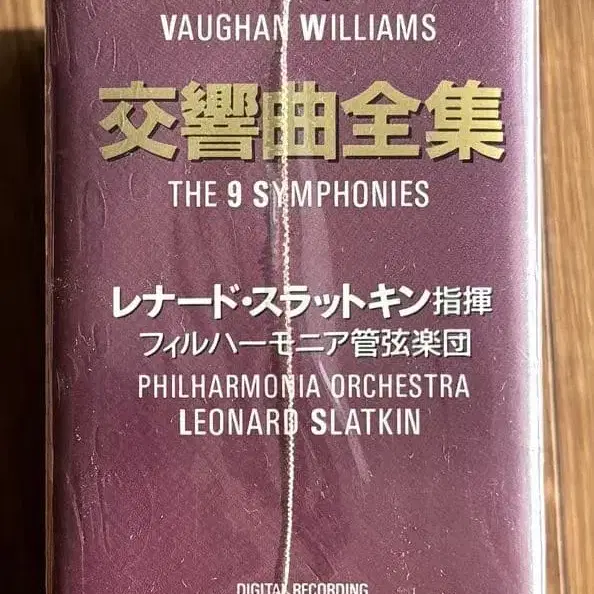 VAUGHAN WILLIAMS
交響曲全集
THE 9 SYMPHONIES
レナード・スラットキン指揮
フィルハーモニア管弦楽団
PHILHARMONIA ORCHESTRA
LEONARD SLATKIN
DIGITAL RECORDING